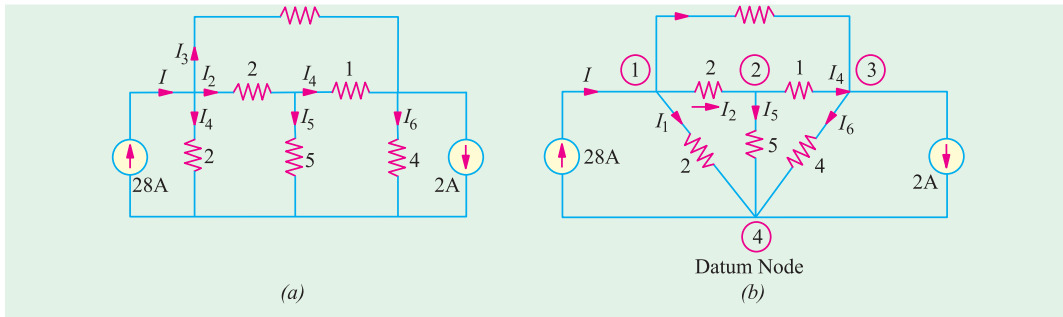 I₃
I I₂ 2 I₄ 1
I₄ I₅ I₆
28A 2 5 4 2A
(a)
1 2 2 1 I₄ 3
I I₂
I₁ I₅ I₆
28A 2 5 4 2A
4
Datum Node
(b)